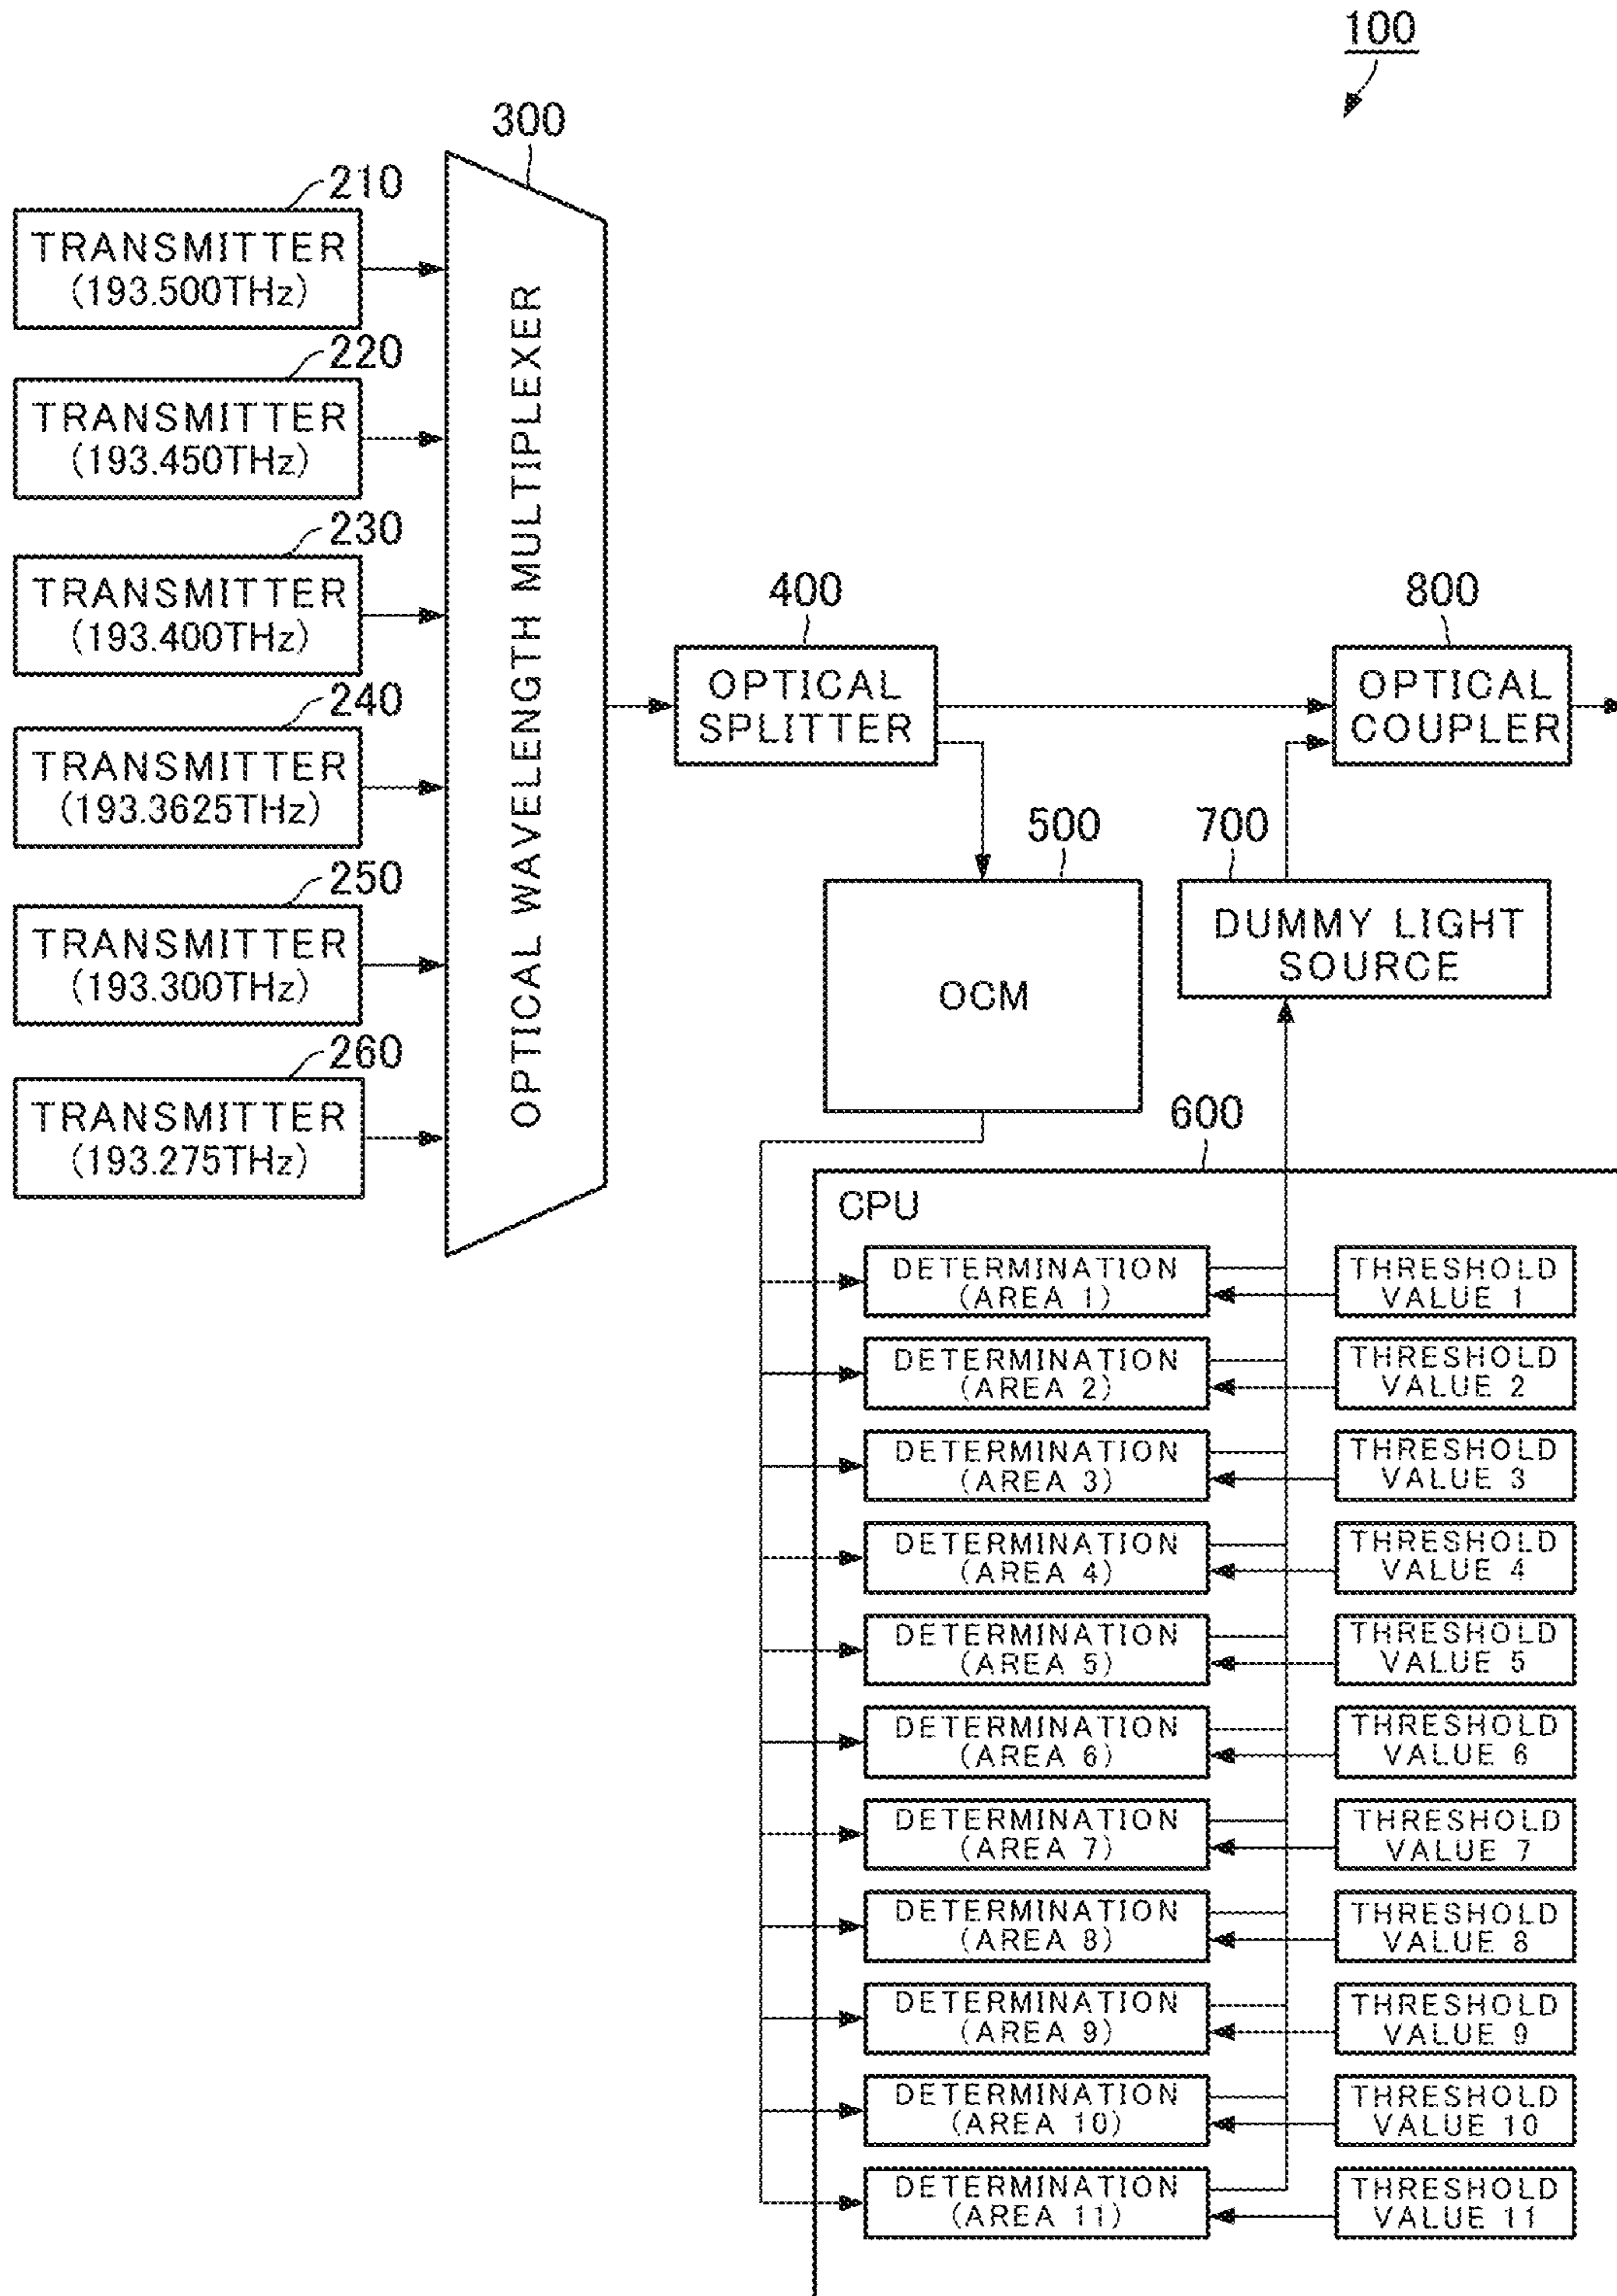 100
300
210
TRANSMITTER
(193.500THz)
220
TRANSMITTER
(193.450THz)
230
TRANSMITTER
(193.400THz)
240
TRANSMITTER
(193.3625THz)
250
TRANSMITTER
(193.300THz)
260
TRANSMITTER
(193.275THz)
OPTICAL WAVELENGTH MULTIPLEXER
400
OPTICAL
SPLITTER
800
OPTICAL
COUPLER
500
OCM
700
DUMMY LIGHT
SOURCE
600
CPU
DETERMINATION
(AREA 1)
THRESHOLD
VALUE 1
DETERMINATION
(AREA 2)
THRESHOLD
VALUE 2
DETERMINATION
(AREA 3)
THRESHOLD
VALUE 3
DETERMINATION
(AREA 4)
THRESHOLD
VALUE 4
DETERMINATION
(AREA 5)
THRESHOLD
VALUE 5
DETERMINATION
(AREA 6)
THRESHOLD
VALUE 6
DETERMINATION
(AREA 7)
THRESHOLD
VALUE 7
DETERMINATION
(AREA 8)
THRESHOLD
VALUE 8
DETERMINATION
(AREA 9)
THRESHOLD
VALUE 9
DETERMINATION
(AREA 10)
THRESHOLD
VALUE 10
DETERMINATION
(AREA 11)
THRESHOLD
VALUE 11